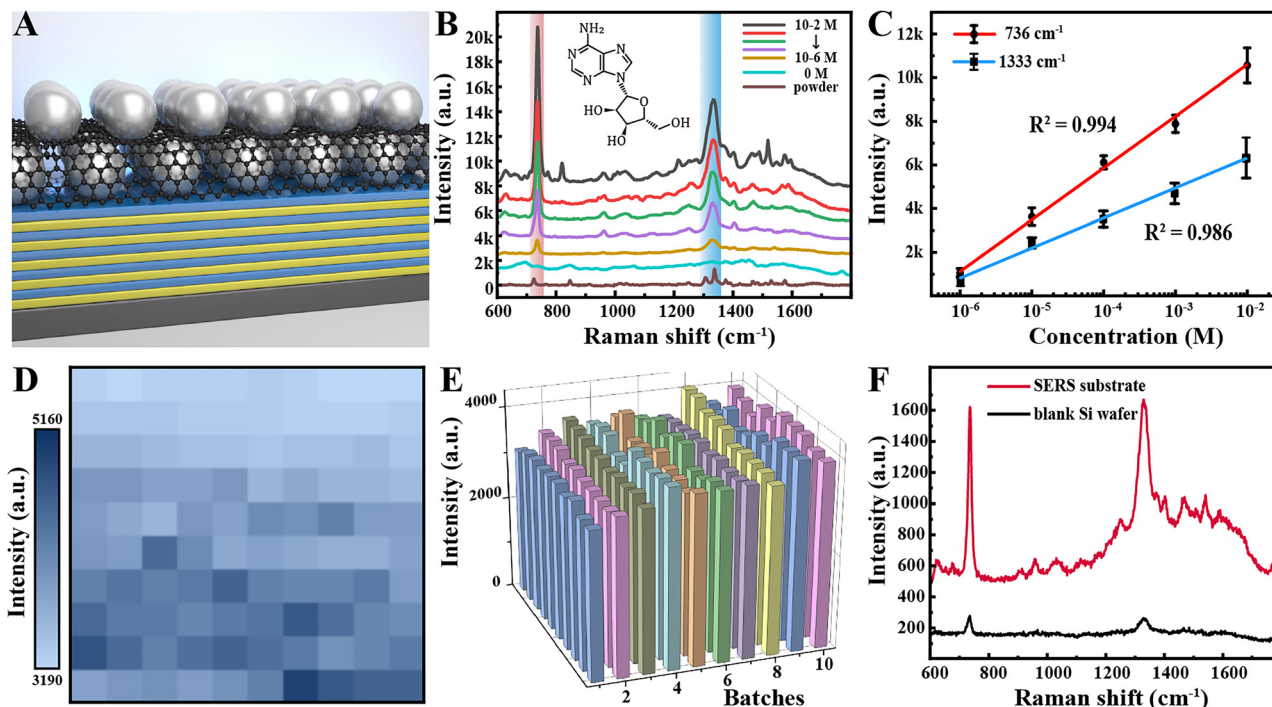 A
B
Intensity (a.u.)
20k
18k
16k
14k
12k
10k
8k
6k
4k
2k
0
NH₂
N
N
N
N
HO
O
OH
HO
10-2 M
↓
10-6 M
0 M
powder
600 800 1000 1200 1400 1600
Raman shift (cm⁻¹)
C
Intensity (a.u.)
12k
10k
8k
6k
4k
2k
736 cm⁻¹
1333 cm⁻¹
R² = 0.994
R² = 0.986
10⁻⁶ 10⁻⁵ 10⁻⁴ 10⁻³ 10⁻²
Concentration (M)
D
Intensity (a.u.)
5160
3190
E
Intensity (a.u.)
4000
2000
0
2 4 6 8 10
Batches
F
Intensity (a.u.)
1600
1400
1200
1000
800
600
400
200
SERS substrate
blank Si wafer
600 800 1000 1200 1400 1600
Raman shift (cm⁻¹)